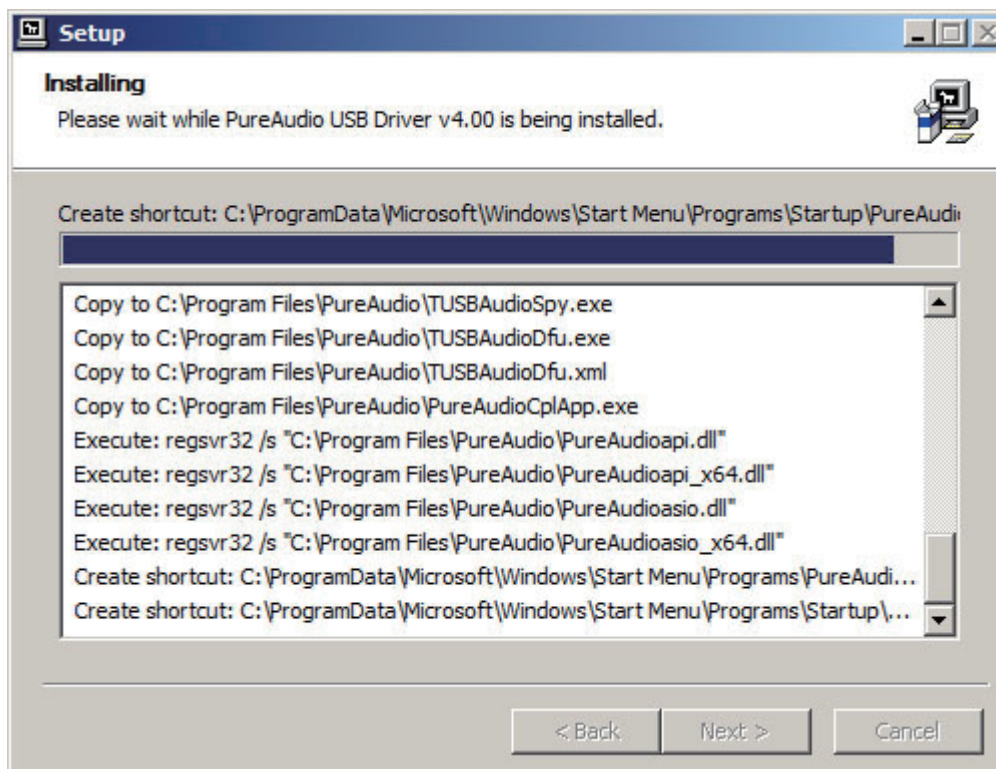 Setup
Installing
Please wait while PureAudio USB Driver v4.00 is being installed.
Create shortcut: C:\ProgramData\Microsoft\Windows\Start Menu\Programs\Startup\PureAudi
Copy to C:\Program Files\PureAudio\TUSBAudioSpy.exe
Copy to C:\Program Files\PureAudio\TUSBAudioDfu.exe
Copy to C:\Program Files\PureAudio\TUSBAudioDfu.xml
Copy to C:\Program Files\PureAudio\PureAudioCplApp.exe
Execute: regsvr32 /s "C:\Program Files\PureAudio\PureAudioapi.dll"
Execute: regsvr32 /s "C:\Program Files\PureAudio\PureAudioapi_x64.dll"
Execute: regsvr32 /s "C:\Program Files\PureAudio\PureAudioasio.dll"
Execute: regsvr32 /s "C:\Program Files\PureAudio\PureAudioasio_x64.dll"
Create shortcut: C:\ProgramData\Microsoft\Windows\Start Menu\Programs\PureAudi...
Create shortcut: C:\ProgramData\Microsoft\Windows\Start Menu\Programs\Startup\...
< Back Next > Cancel